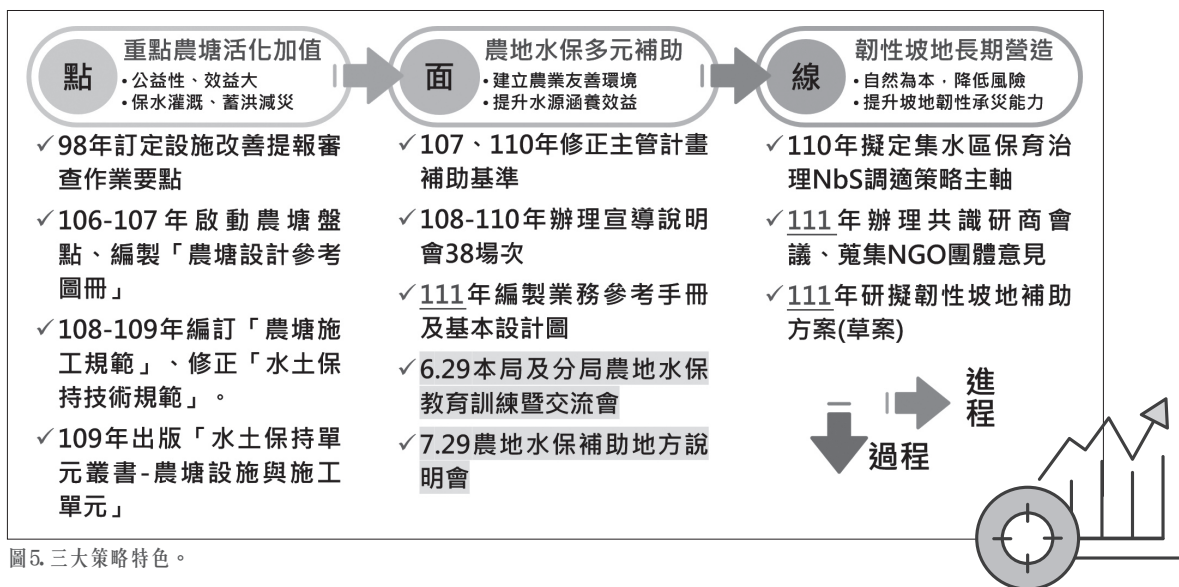 點
重點農塘活化加值
•公益性、效益大
•保水灌溉、蓄洪減災
✓98年訂定設施改善提報審
查作業要點
✓106-107年啟動農塘盤
點、編製「農塘設計參考
圖冊」
✓108-109年編訂「農塘施
工規範」、修正「水土保
持技術規範」。
✓109年出版「水土保持單
元叢書-農塘設施與施工
單元」
面
農地水保多元補助
•建立農業友善環境
•提升水源涵養效益
✓107、110年修正主管計畫
補助基準
✓108-110年辦理宣導說明
會38場次
✓111年編製業務參考手冊
及基本設計圖
✓6.29本局及分局農地水保
教育訓練暨交流會
✓7.29農地水保補助地方說
明會
線
韌性坡地長期營造
•自然為本，降低風險
•提升坡地韌性承災能力
✓110年擬定集水區保育治
理NbS調適策略主軸
✓111年辦理共識研商會
議、蒐集NGO團體意見
✓111年研擬韌性坡地補助
方案(草案)
進
程
過程
圖5.三大策略特色。